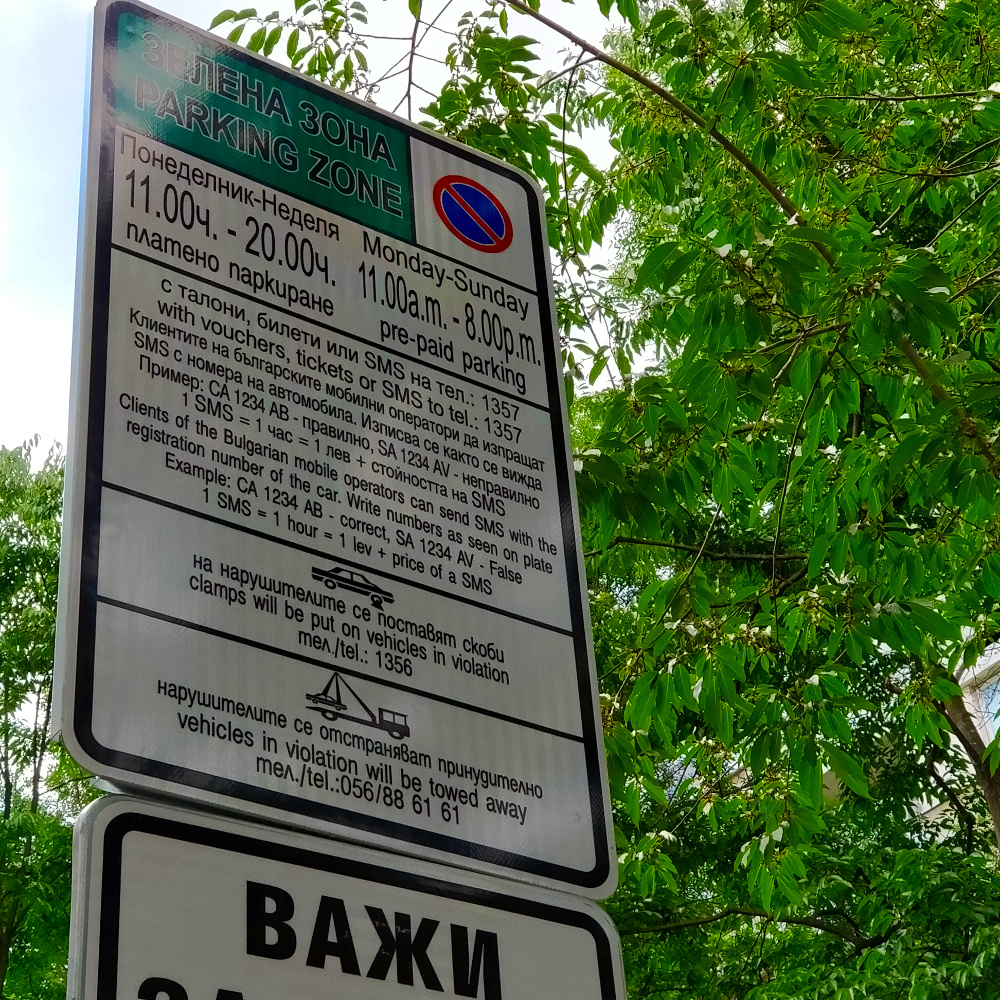 ЗЕЛЕНА ЗОНА
PARKING ZONE
Понеделник-Неделя
11.00ч. - 20.00ч.
платено паркиране
Monday-Sunday
11.00a.m. - 8.00p.m.
pre-paid parking
с талони, билети или SMS на тел.: 1357
with vouchers, tickets or SMS to tel.: 1357
Клиентите на българските мобилни оператори да изпращат
SMS с номера на автомобила. Изписва се както се вижда
Пример: СА 1234 АВ - правилно, SA 1234 AV - неправилно
1 SMS = 1 час = 1 лев + стойността на SMS
Clients of the Bulgarian mobile operators can send SMS with the
registration number of the car. Write numbers as seen on plate
Example: CA 1234 AB - correct, SA 1234 AV - False
1 SMS = 1 hour = 1 lev + price of a SMS
на нарушителите се поставят скоби
clamps will be put on vehicles in violation
тел./tel.: 1356
нарушителите се отстраняват принудително
vehicles in violation will be towed away
тел./tel.:056/88 61 61
ВАЖИ